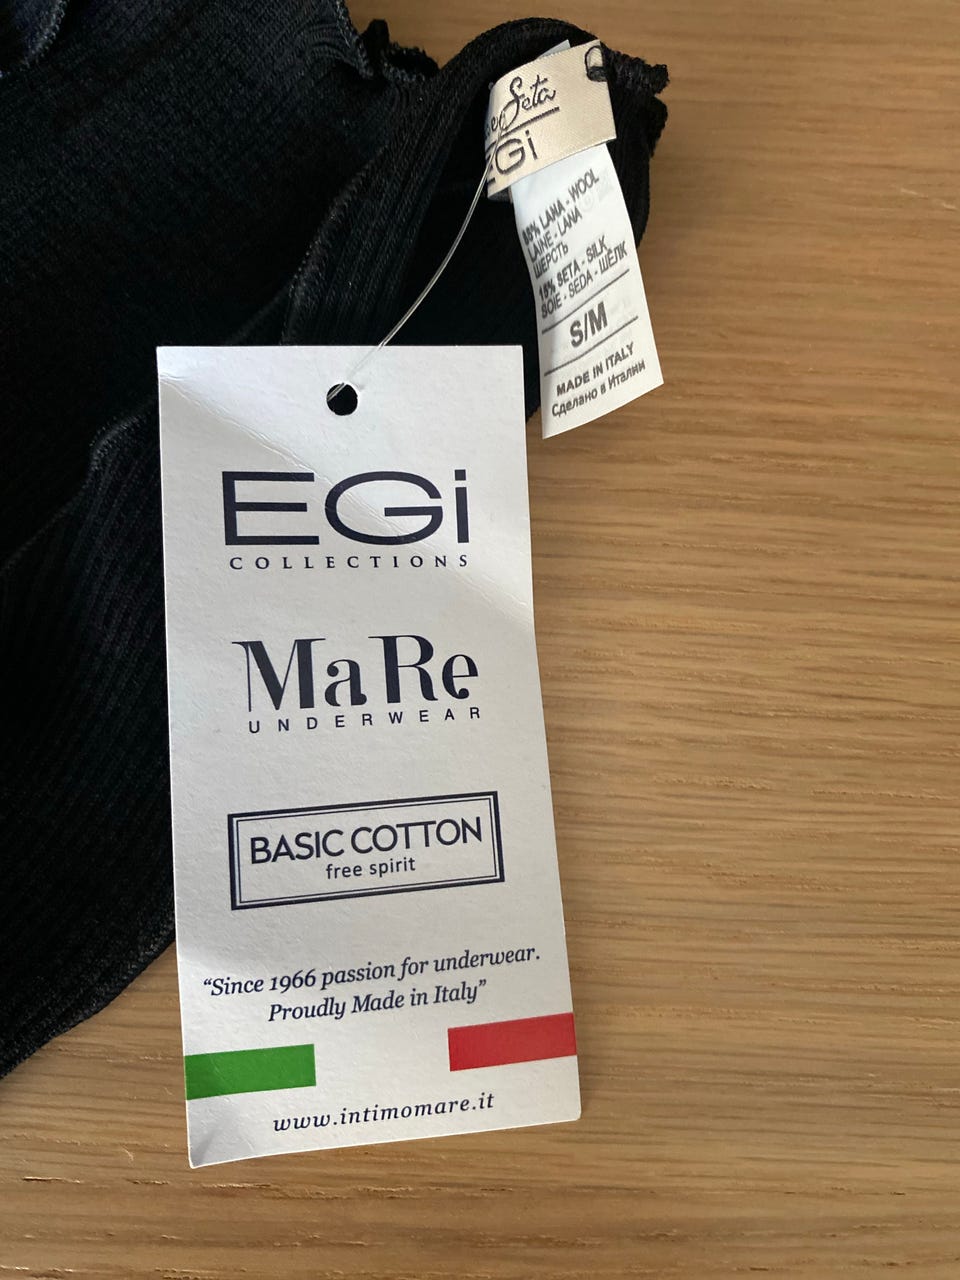 Seta
EGi
85% LANA - WOOL
LAINE - LANA
ШЕРСТЬ
15% SETA - SILK
SOIE - SEDA - ШЁЛК
S/M
MADE IN ITALY
Сделано в Италии
EGi
COLLECTIONS
MaRe
UNDERWEAR
BASIC COTTON
free spirit
“Since 1966 passion for underwear.
Proudly Made in Italy”
www.intimomare.it